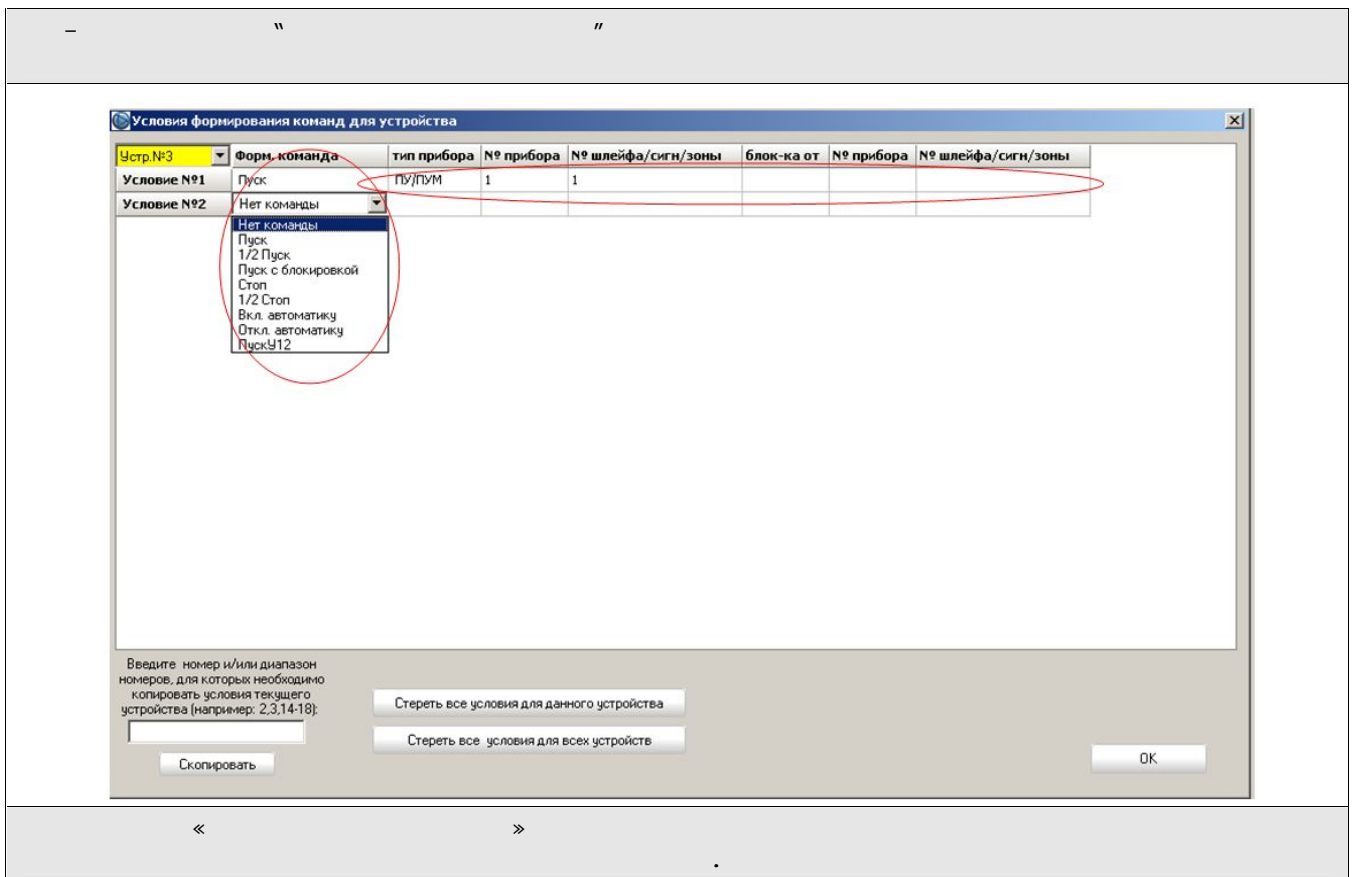 – “ ”
Условия формирования команд для устройства
Устр.№3 Форм. команда тип прибора № прибора № шлейфа/сигн/зоны блок-ка от № прибора № шлейфа/сигн/зоны
Условие №1 Пуск ПУ/ПУМ 1 1
Условие №2 Нет команды
Нет команды
Пуск
1/2 Пуск
Пуск с блокировкой
Стоп
1/2 Стоп
Вкл. автоматику
Откл. автоматику
ПускУ12
Введите номер и/или диапазон
номеров, для которых необходимо
копировать условия текущего
устройства (например: 2,3,14-18):
Скопировать
Стереть все условия для данного устройства
Стереть все условия для всех устройств
OK
« »
.